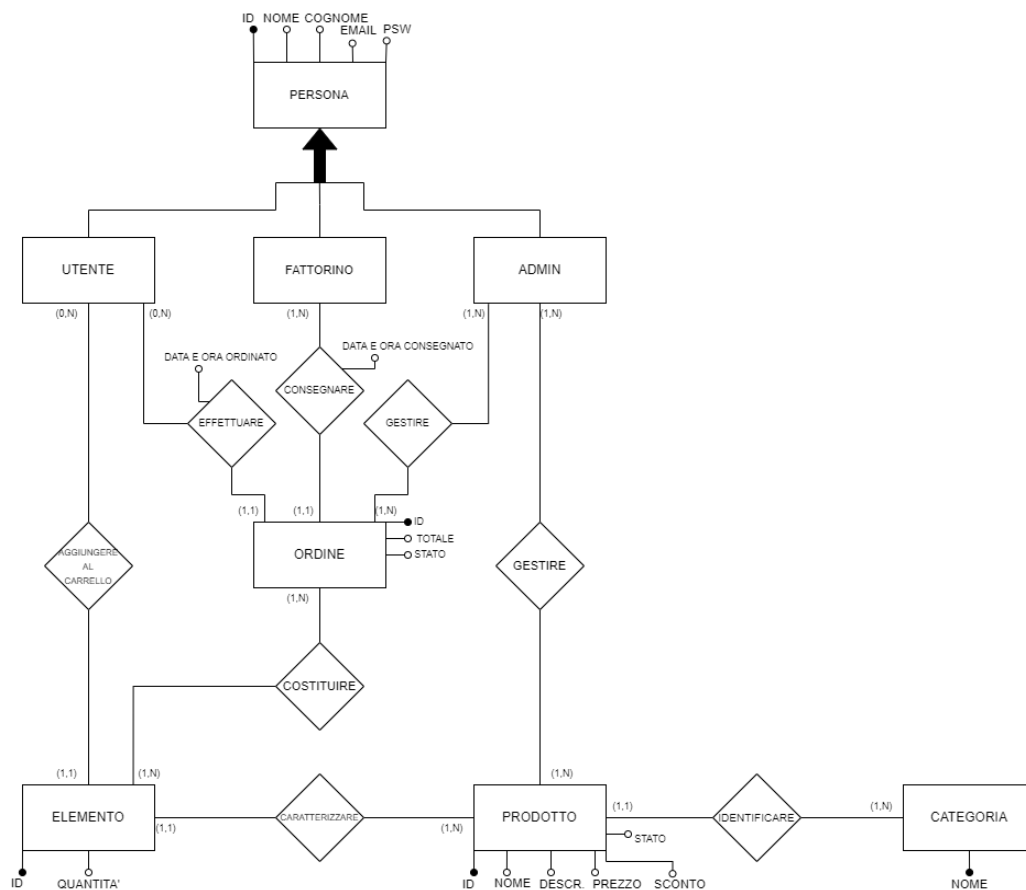 ID NOME COGNOME
EMAIL PSW
PERSONA
UTENTE FATTORINO ADMIN
(0,N) (0,N) (1,N) (1,N) (1,N)
DATA E ORA CONSEGNATO
DATA E ORA ORDINATO
CONSEGNARE
EFFETTUARE GESTIRE
(1,1) (1,1) (1,N)
ID
TOTALE
ORDINE STATO
AGGIUNGERE
AL
CARRELLO
GESTIRE
(1,N)
COSTITUIRE
(1,1) (1,N) (1,N)
ELEMENTO CARATTERIZZARE PRODOTTO (1,1) IDENTIFICARE (1,N) CATEGORIA
(1,1) (1,N)
STATO
ID QUANTITA' ID NOME DESCR. PREZZO SCONTO NOME